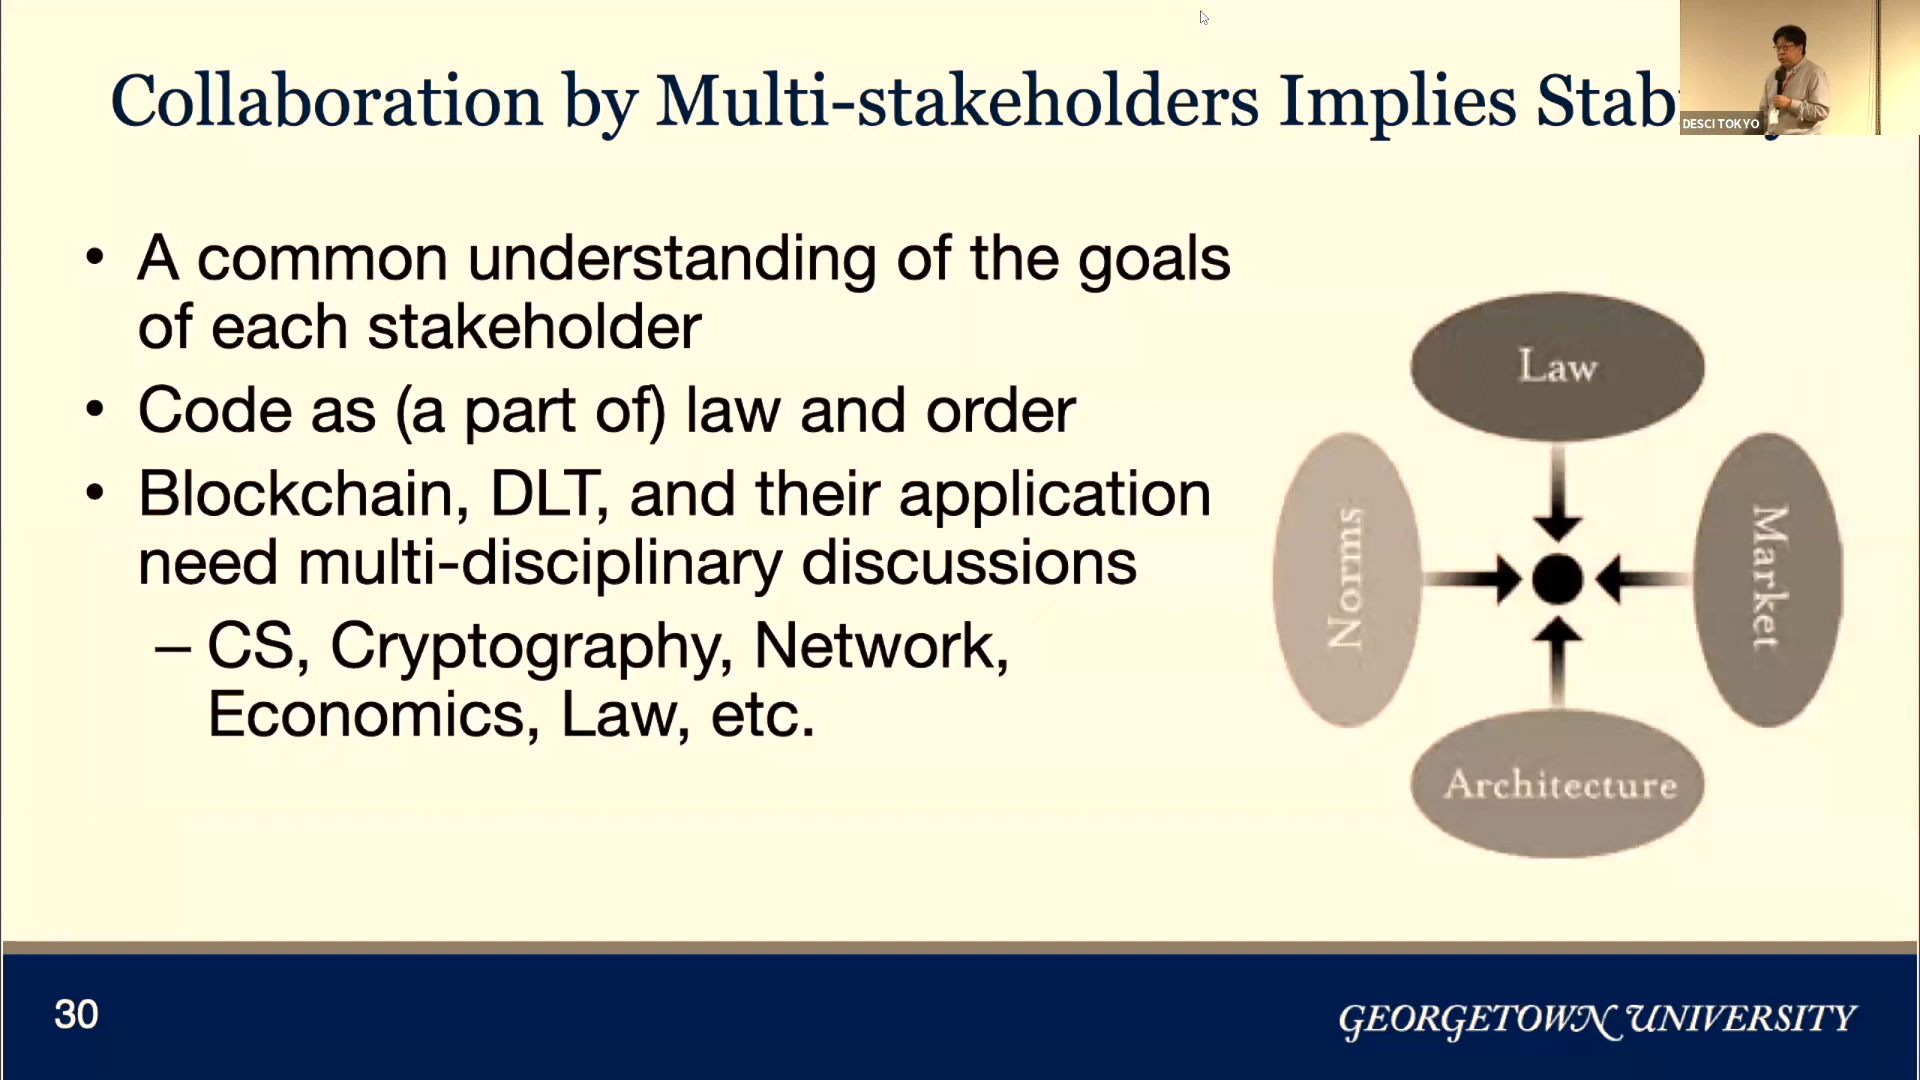 Collaboration by Multi-stakeholders Implies
DESCI TOKYO
• A common understanding of the goals
of each stakeholder
• Code as (a part of) law and order
• Blockchain, DLT, and their application
need multi-disciplinary discussions
– CS, Cryptography, Network,
Economics, Law, etc.
Law
Norms
Market
Architecture
30
GEORGETOWN UNIVERSITY